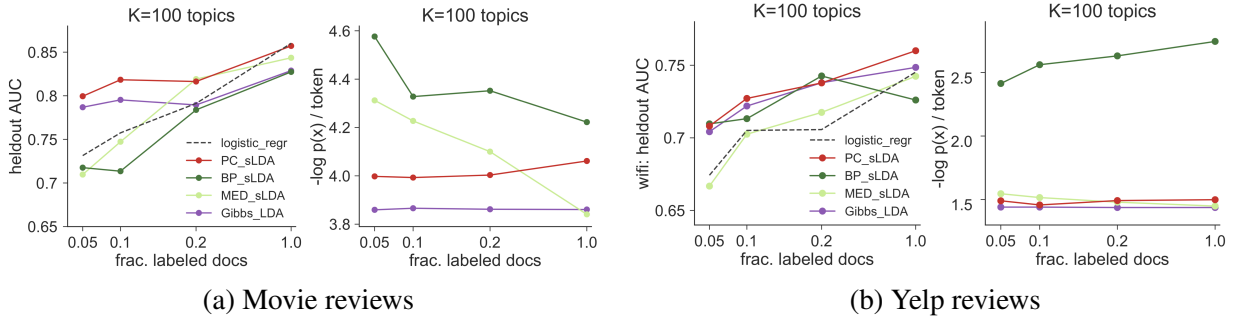 K=100 topics
heldout AUC
0.85
0.8
0.75
0.7
0.65
logistic_regr
PC_sLDA
BP_sLDA
MED_sLDA
Gibbs_LDA
0.05 0.1 0.2 1.0
frac. labeled docs
K=100 topics
-log p(x) / token
4.6
4.4
4.2
4.0
3.8
0.05 0.1 0.2 1.0
frac. labeled docs
(a) Movie reviews
K=100 topics
wifi: heldout AUC
0.75
0.7
0.65
logistic_regr
PC_sLDA
BP_sLDA
MED_sLDA
Gibbs_LDA
0.05 0.1 0.2 1.0
frac. labeled docs
K=100 topics
-log p(x) / token
2.5
2.0
1.5
0.05 0.1 0.2 1.0
frac. labeled docs
(b) Yelp reviews